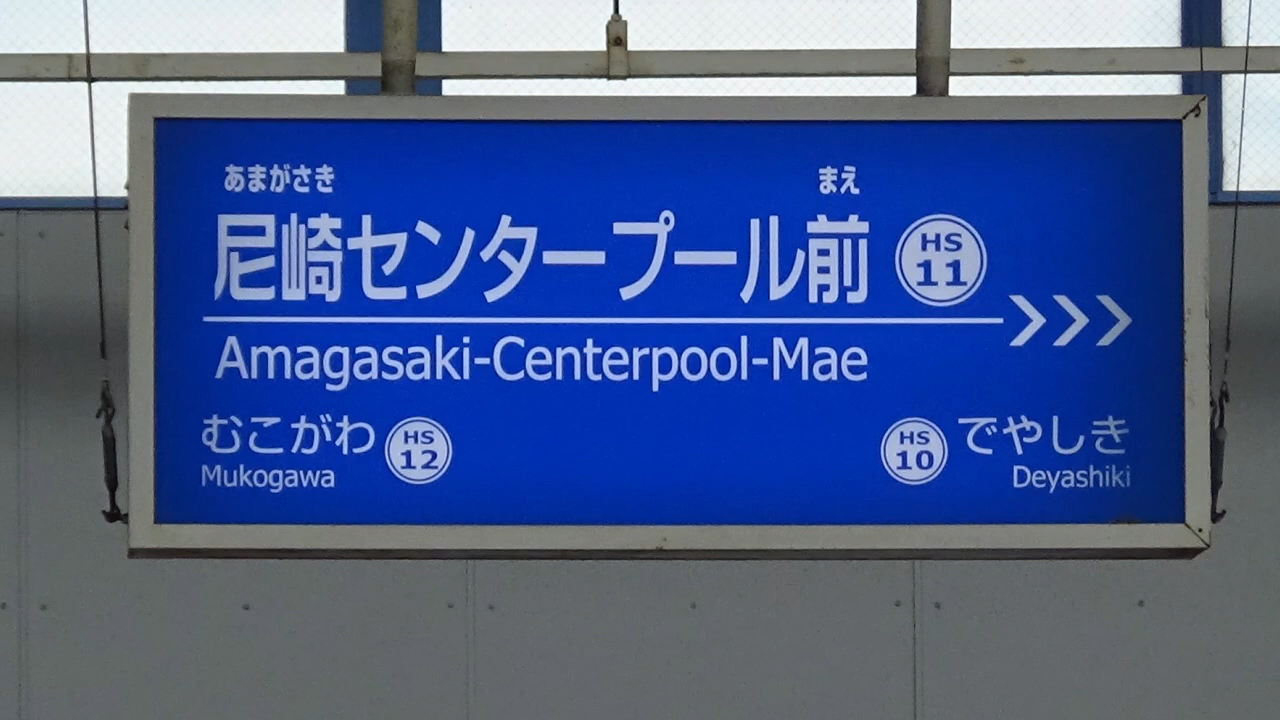 あまがさき まえ
尼崎センタープール前 HS 11
Amagasaki-Centerpool-Mae
むこがわ HS 12
Mukogawa
HS 10 でやしき
Deyashiki